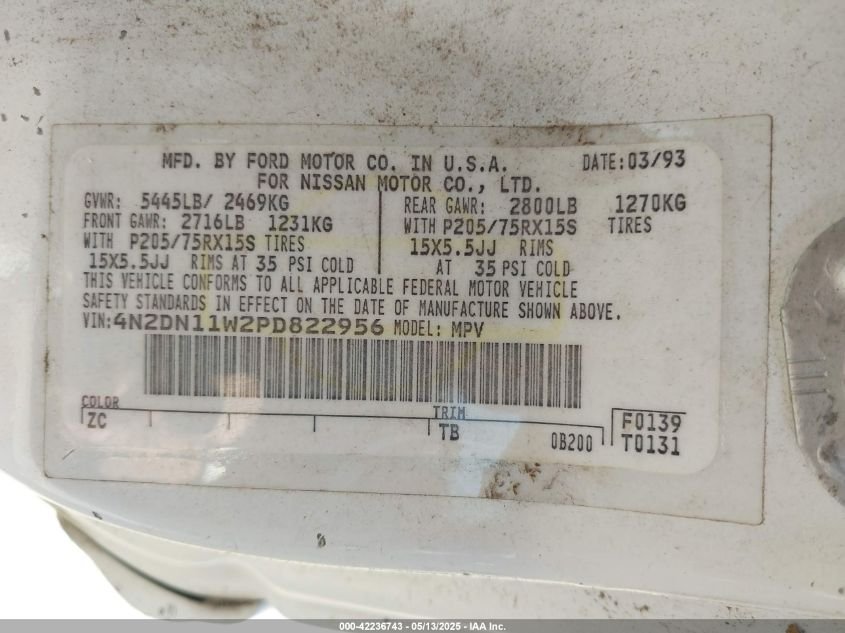 MFD. BY FORD MOTOR CO. IN U.S.A. DATE:03/93
FOR NISSAN MOTOR CO., LTD.
GVWR: 5445LB/ 2469KG
FRONT GAWR: 2716LB 1231KG
WITH P205/75RX15S TIRES
15X5.5JJ RIMS AT 35 PSI COLD
REAR GAWR: 2800LB 1270KG
WITH P205/75RX15S TIRES
15X5.5JJ RIMS
AT 35 PSI COLD
THIS VEHICLE CONFORMS TO ALL APPLICABLE FEDERAL MOTOR VEHICLE
SAFETY STANDARDS IN EFFECT ON THE DATE OF MANUFACTURE SHOWN ABOVE.
VIN:4N2DN11W2PD822956 MODEL: MPV
COLOR TRIM
ZC TB 0B200
F0139
T0131
000-42236743 - 05/13/2025 - IAA Inc.